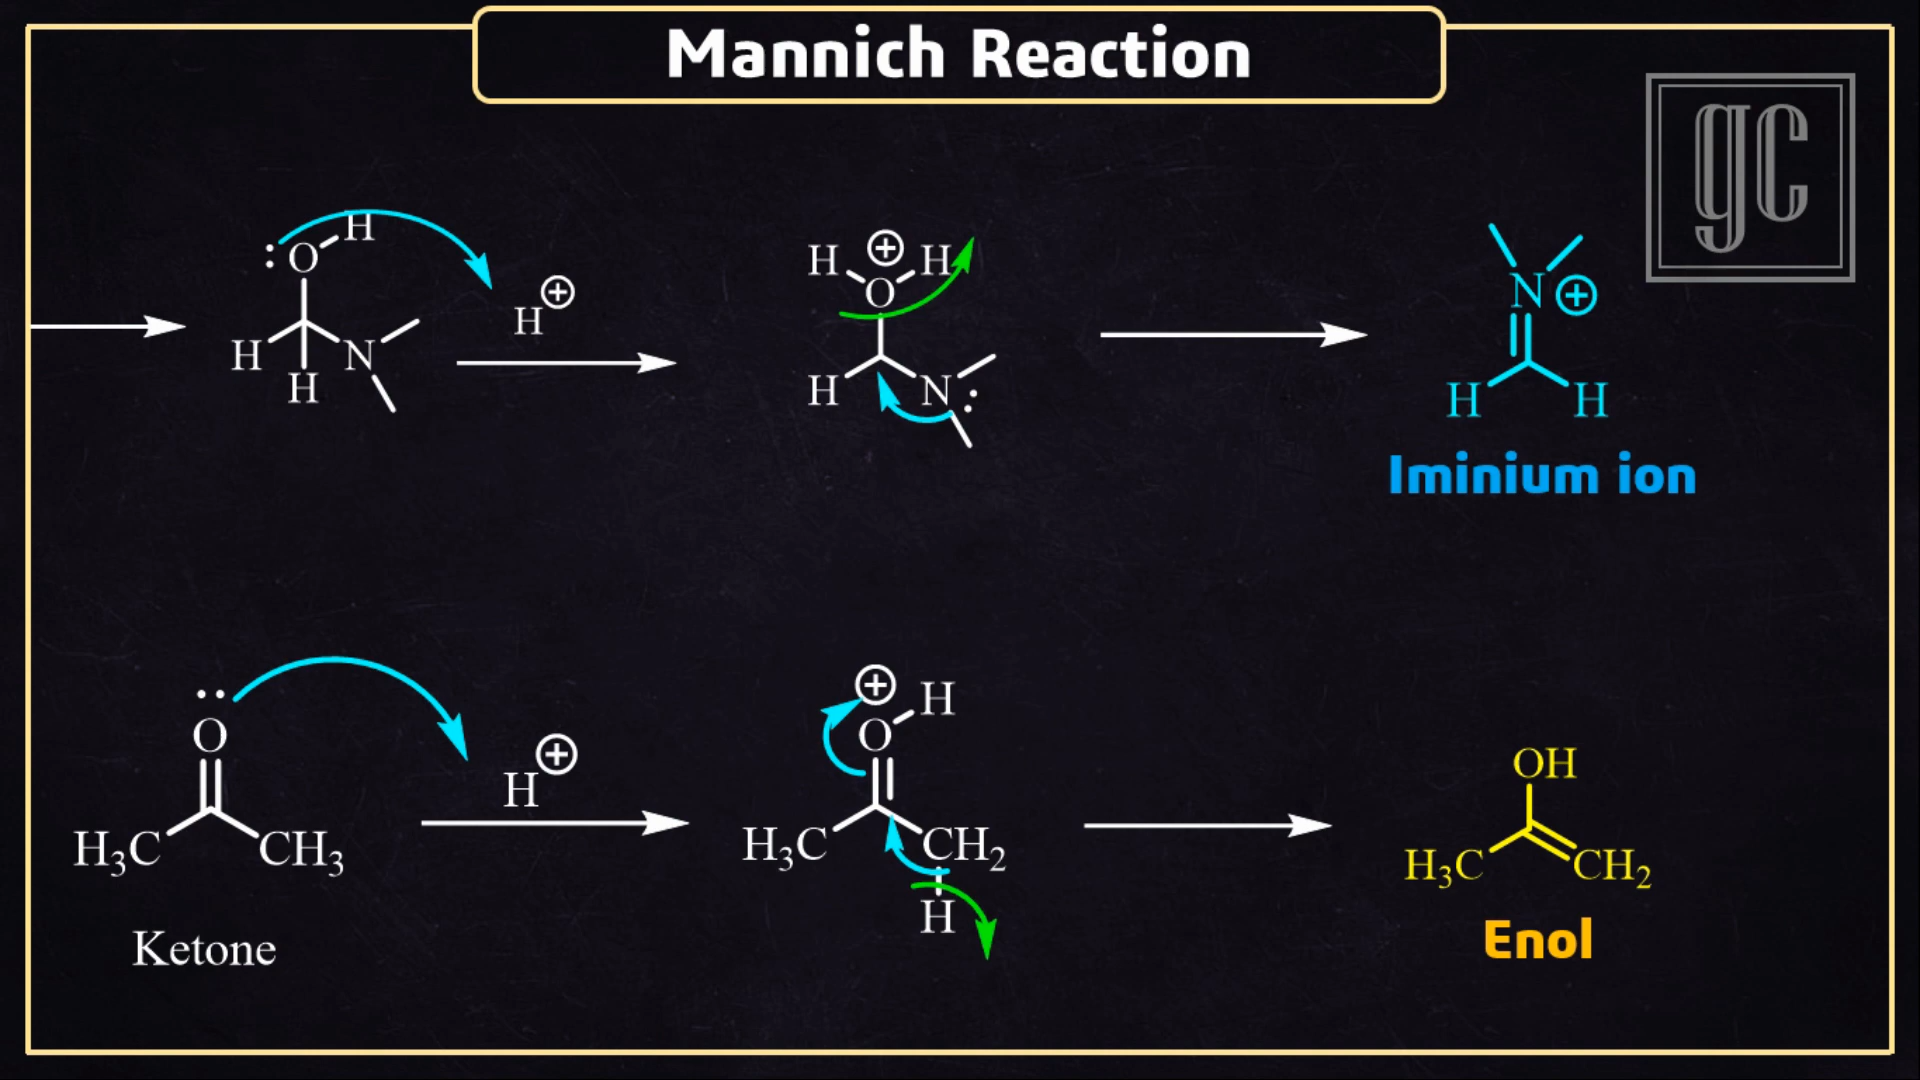 Mannich Reaction
gc
H
:O
H
H N
H
H⊕
⊕
H H
O
H N:
N⊕
H H
Iminium ion
..
O
H₃C CH₃
H⊕
Ketone
⊕
H
O
H₃C CH₂
H
OH
H₃C CH₂
Enol